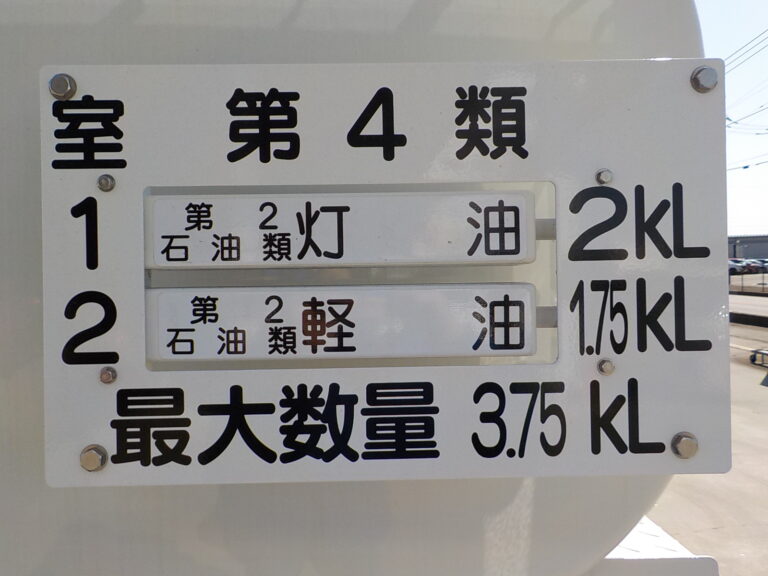 室 第4類
1 第2石油類 灯油 2KL
2 第2石油類 軽油 1.75KL
最大数量 3.75KL